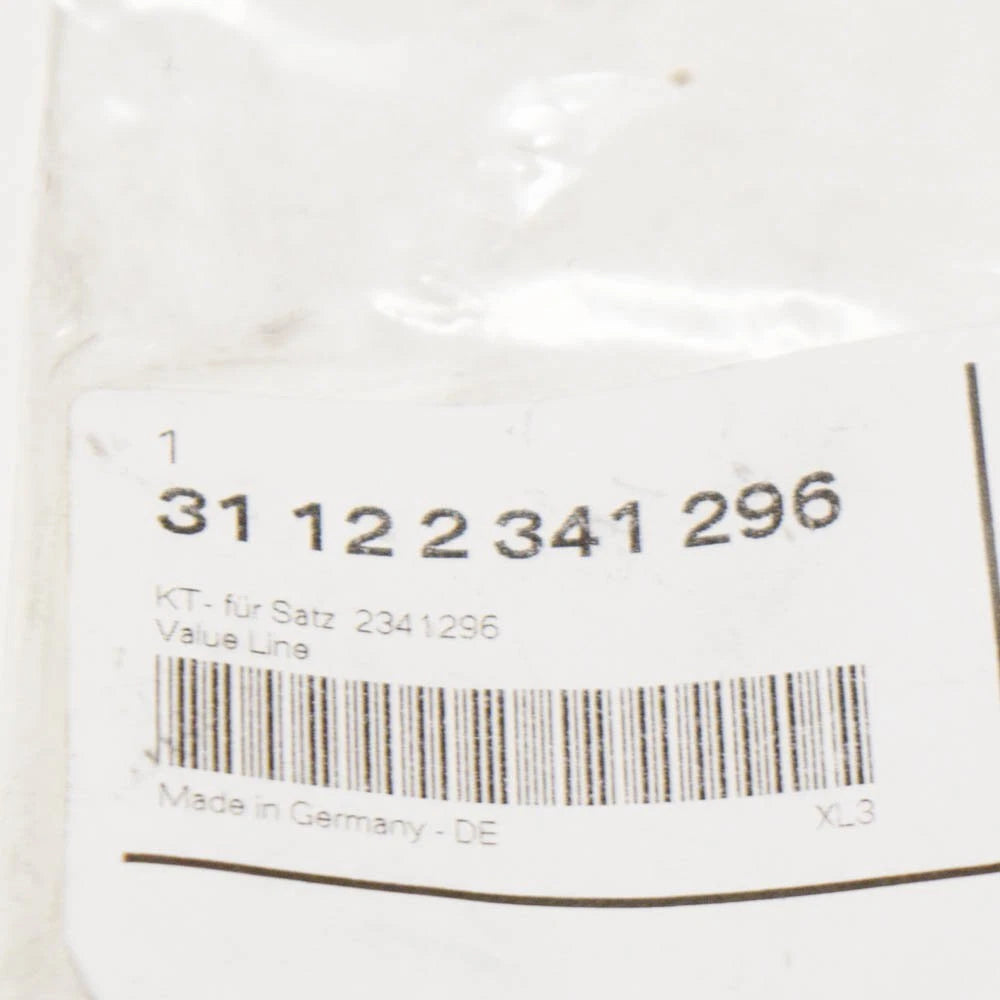 1
31 12 2 341 296
KT- für Satz 2341296
Value Line
Made in Germany - DE XL3